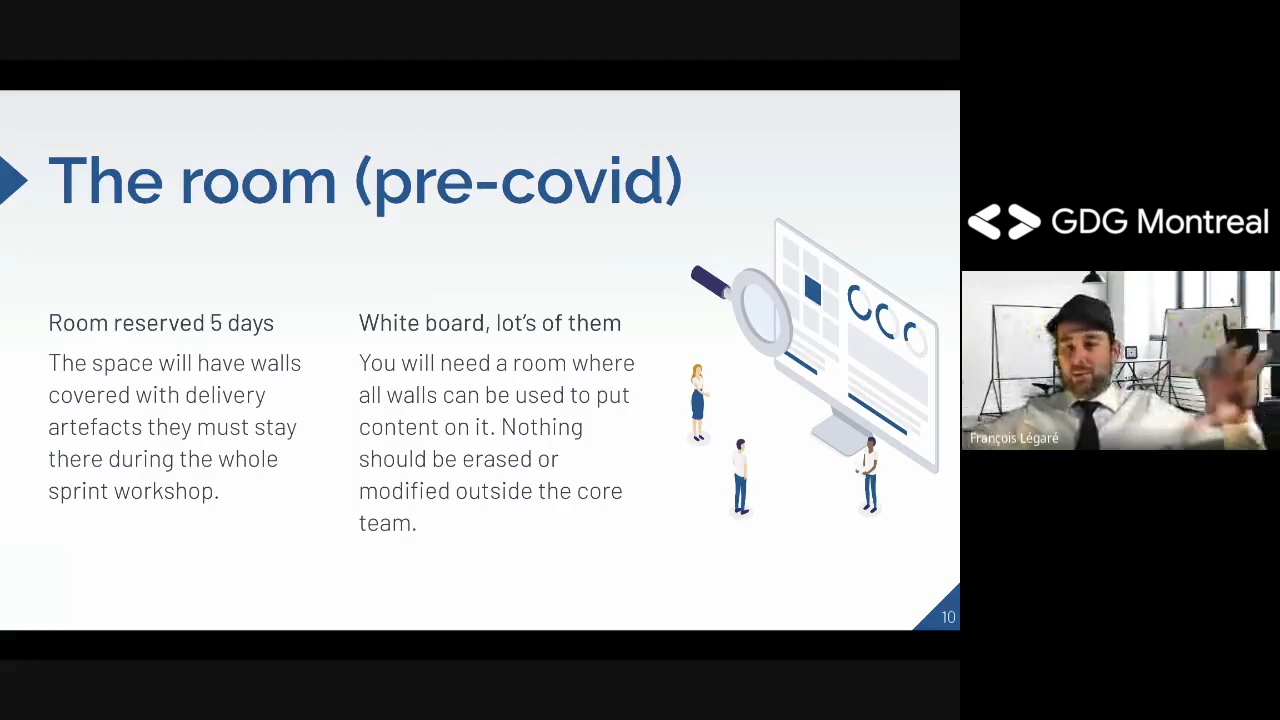 The room (pre-covid)
Room reserved 5 days
The space will have walls
covered with delivery
artefacts they must stay
there during the whole
sprint workshop.
White board, lot's of them
You will need a room where
all walls can be used to put
content on it. Nothing
should be erased or
modified outside the core
team.
10
GDG Montreal
François Légaré